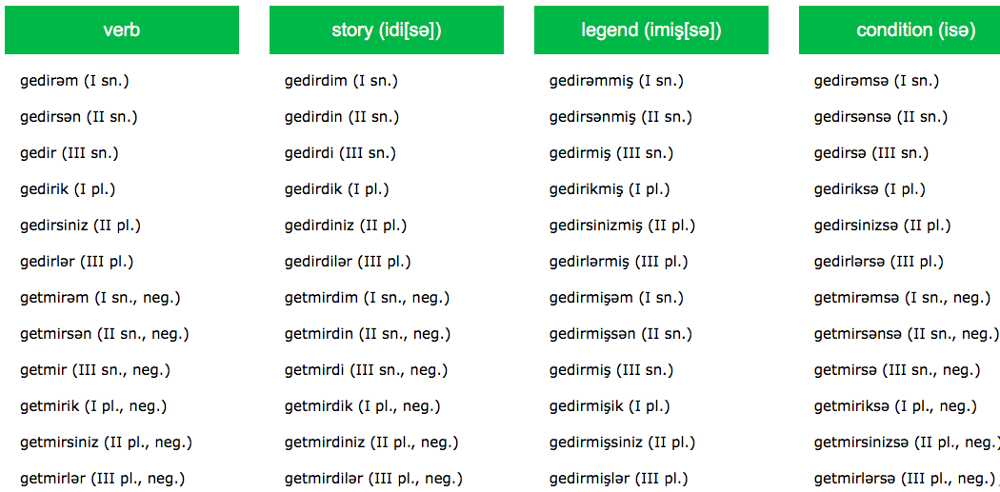 verb story (idi[sə]) legend (imiş[sə]) condition (isə)
gedirəm (I sn.) gedirdim (I sn.) gedirəmmiş (I sn.) gedirəmsə (I sn.)
gedirsən (II sn.) gedirdin (II sn.) gedirsənmiş (II sn.) gedirsənsə (II sn.)
gedir (III sn.) gedirdi (III sn.) gedirmiş (III sn.) gedirsə (III sn.)
gedirik (I pl.) gedirdik (I pl.) gedirikmiş (I pl.) gediriksə (I pl.)
gedirsiniz (II pl.) gedirdiniz (II pl.) gedirsinizmiş (II pl.) gedirsinizsə (II pl.)
gedirlər (III pl.) gedirdilər (III pl.) gedirlərmiş (III pl.) gedirlərsə (III pl.)
getmirəm (I sn., neg.) getmirdim (I sn., neg.) gedirmişəm (I sn.) getmirəmsə (I sn., neg.)
getmirsən (II sn., neg.) getmirdin (II sn., neg.) gedirmişsən (II sn.) getmirsənsə (II sn., neg.)
getmir (III sn., neg.) getmirdi (III sn., neg.) gedirmiş (III sn.) getmirsə (III sn., neg.)
getmirik (I pl., neg.) getmirdik (I pl., neg.) gedirmişik (I pl.) getmiriksə (I pl., neg.)
getmirsiniz (II pl., neg.) getmirdiniz (II pl., neg.) gedirmişsiniz (II pl.) getmirsinizsə (II pl., neg.)
getmirlər (III pl., neg.) getmirdilər (III pl., neg.) gedirmişlər (III pl.) getmirlərsə (III pl., neg.)